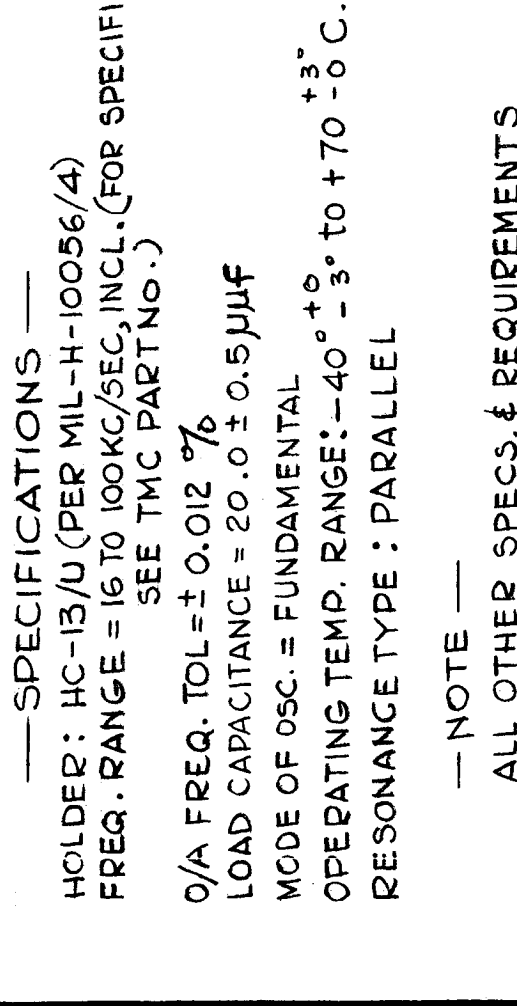 —SPECIFICATIONS—
HOLDER: HC-13/U (PER MIL-H-10056/4)
FREQ. RANGE = 16 TO 100KC/SEC, INCL. (FOR SPECIFI
SEE TMC PART NO.)
O/A FREQ. TOL = ± 0.012 %
LOAD CAPACITANCE = 20.0 ± 0.5 μμF
MODE OF OSC. = FUNDAMENTAL
OPERATING TEMP. RANGE: -40° +0 -3° to +70 +3° -0 C.
RESONANCE TYPE : PARALLEL
— NOTE —
ALL OTHER SPECS. & REQUIREMENTS